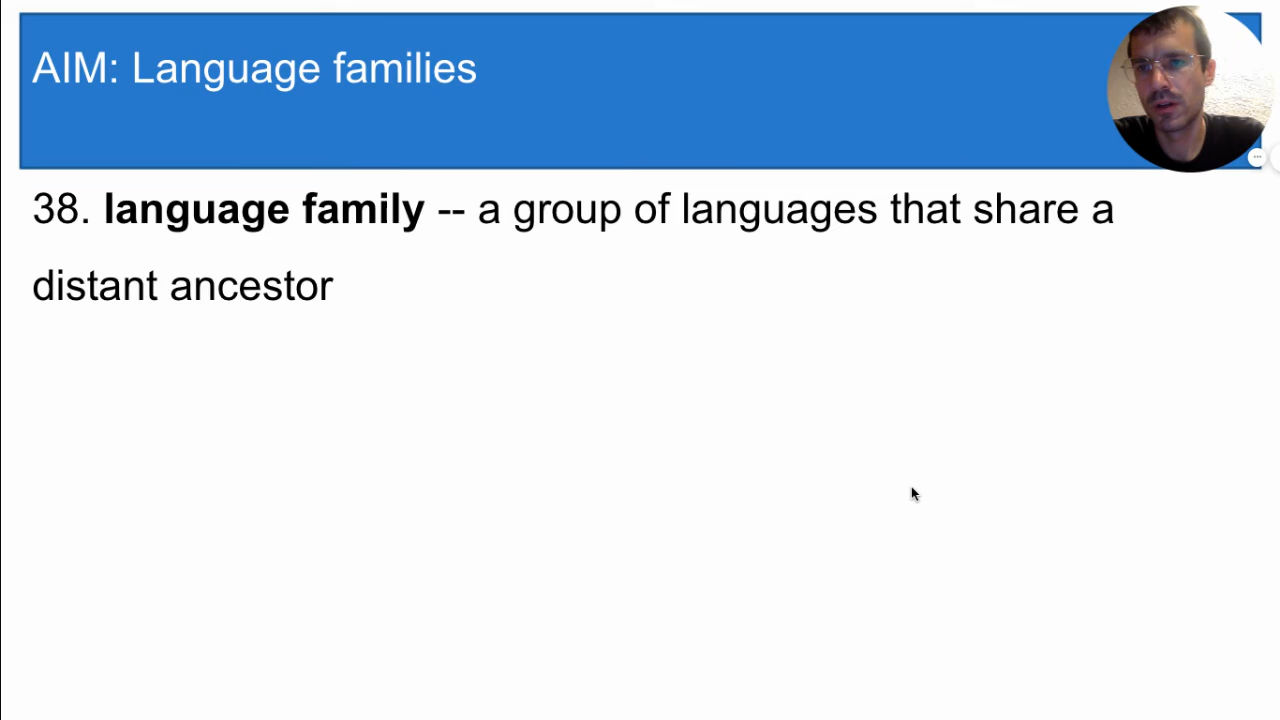 AIM: Language families
38. language family -- a group of languages that share a
distant ancestor